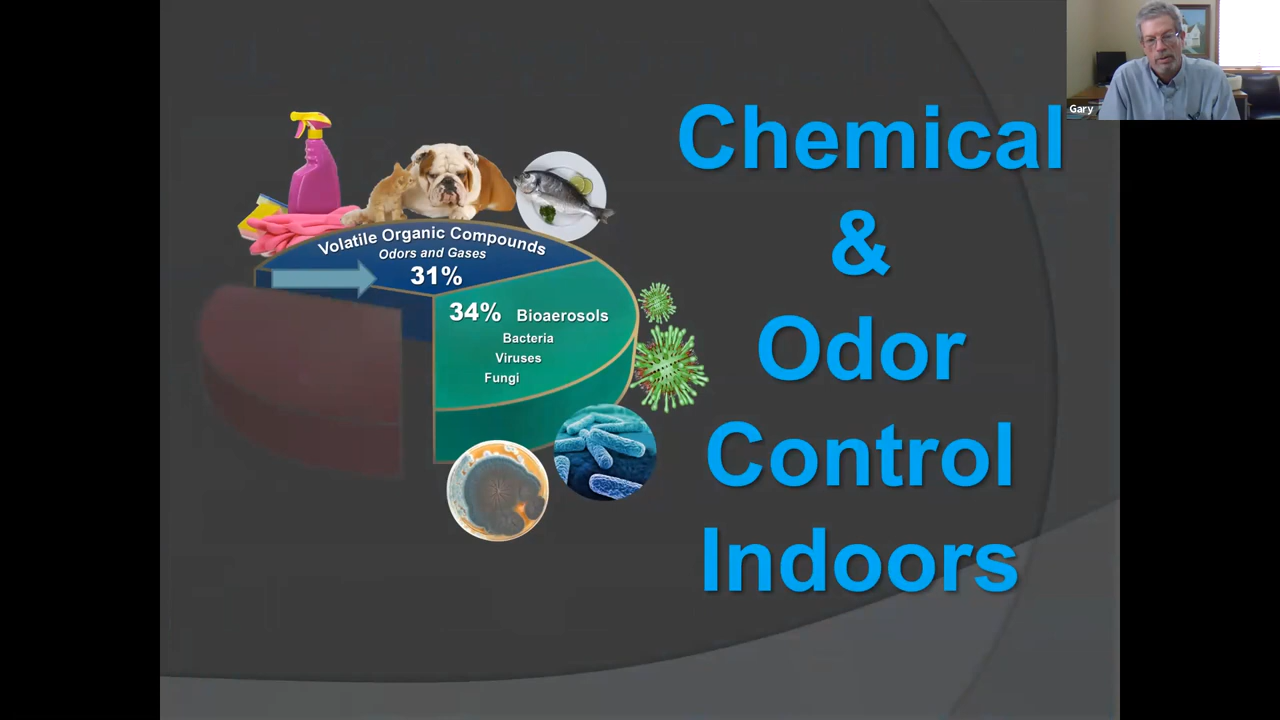 Chemical
&
Odor
Control
Indoors
Volatile Organic Compounds
Odors and Gases
31%
34% Bioaerosols
Bacteria
Viruses
Fungi
Gary